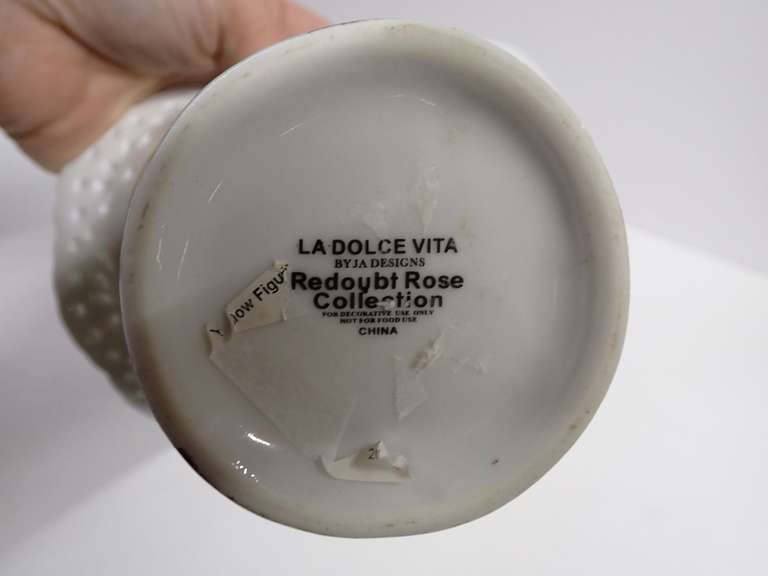 LA DOLCE VITA
BY JA DESIGNS
Redoubt Rose
Collection
FOR DECORATIVE USE ONLY
NOT FOR FOOD USE
CHINA